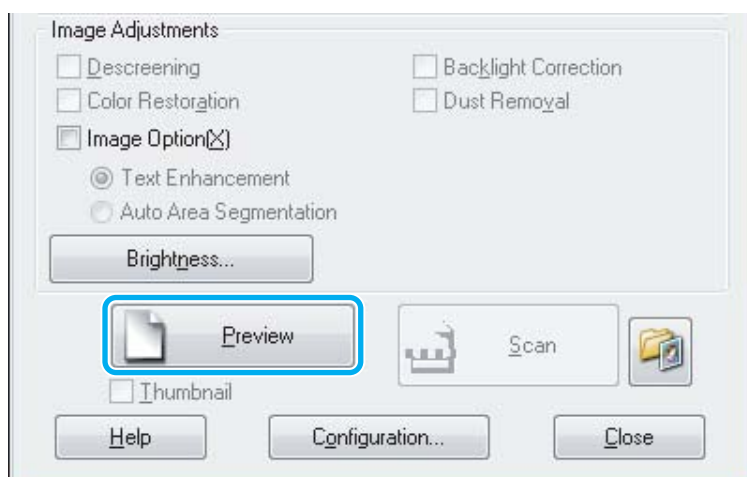 Image Adjustments
Descreening
Backlight Correction
Color Restoration
Dust Removal
Image Option(X)
Text Enhancement
Auto Area Segmentation
Brightness...
Preview
Scan
Thumbnail
Help
Configuration...
Close